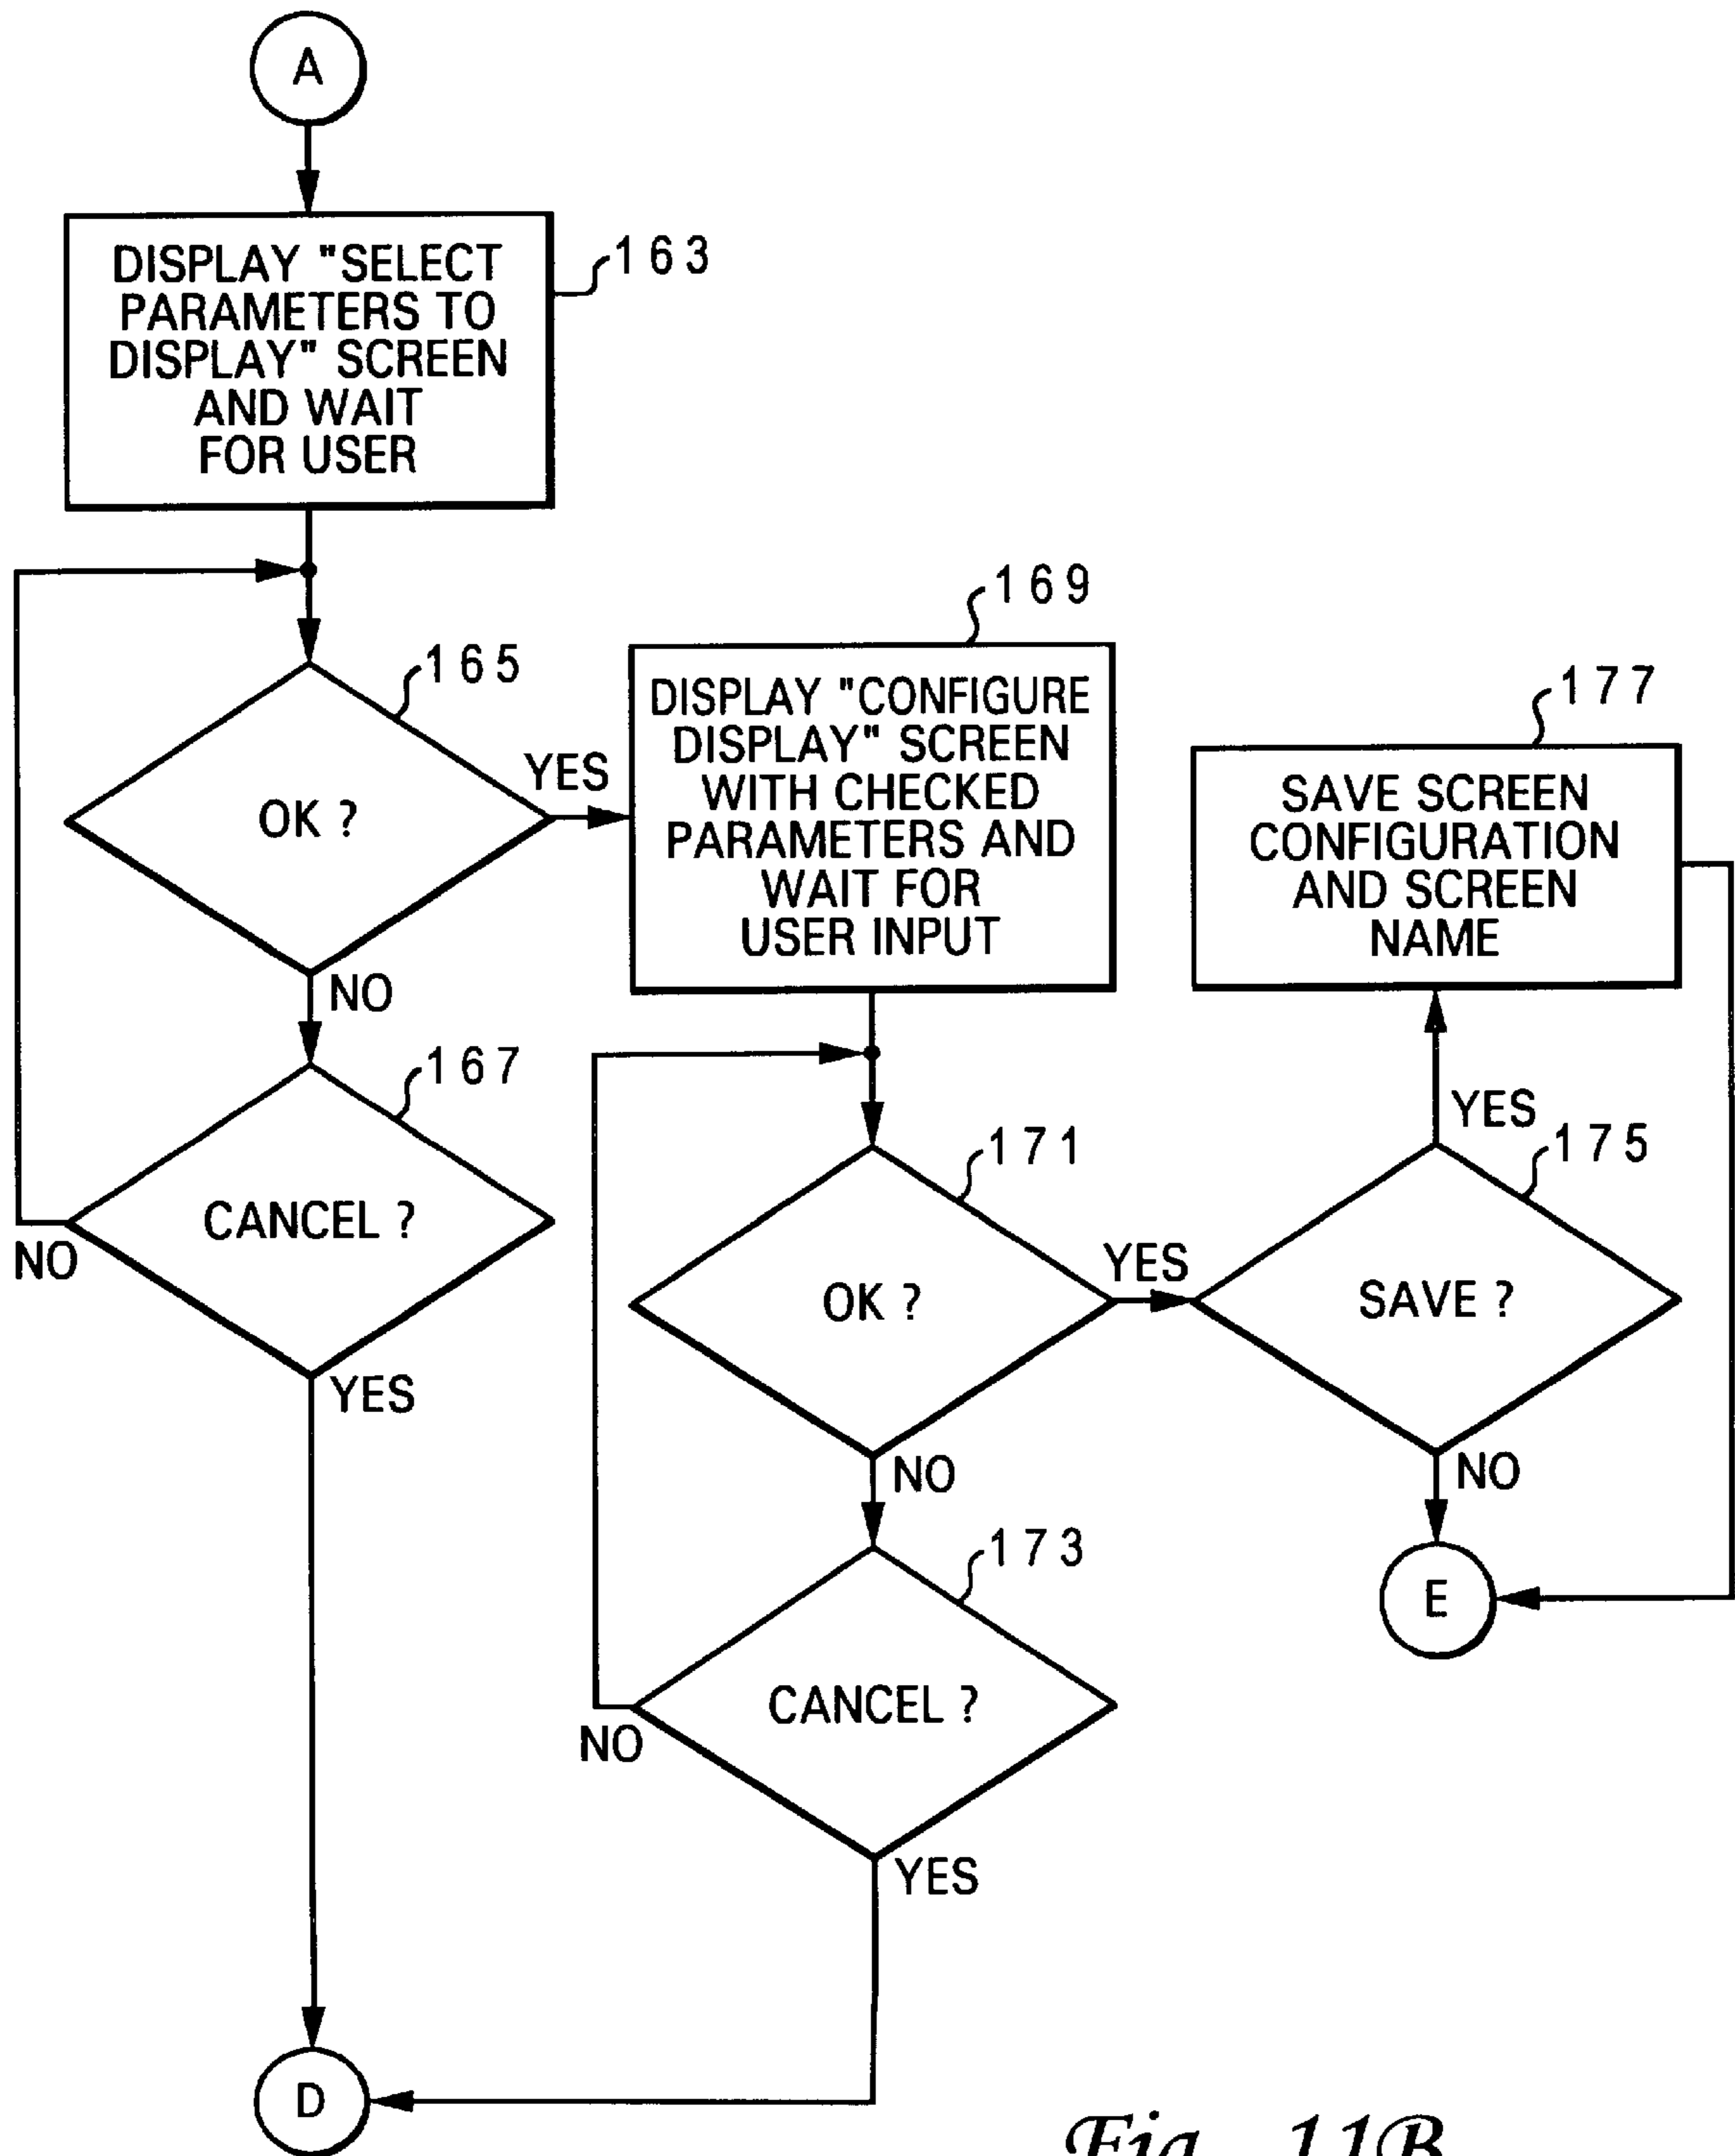 A
DISPLAY "SELECT
PARAMETERS TO
DISPLAY" SCREEN
AND WAIT
FOR USER
163
165
OK ?
YES
NO
167
CANCEL ?
NO
YES
169
DISPLAY "CONFIGURE
DISPLAY" SCREEN
WITH CHECKED
PARAMETERS AND
WAIT FOR
USER INPUT
171
OK ?
YES
NO
173
CANCEL ?
NO
YES
175
SAVE ?
YES
NO
177
SAVE SCREEN
CONFIGURATION
AND SCREEN
NAME
E
D
Fig. 11B